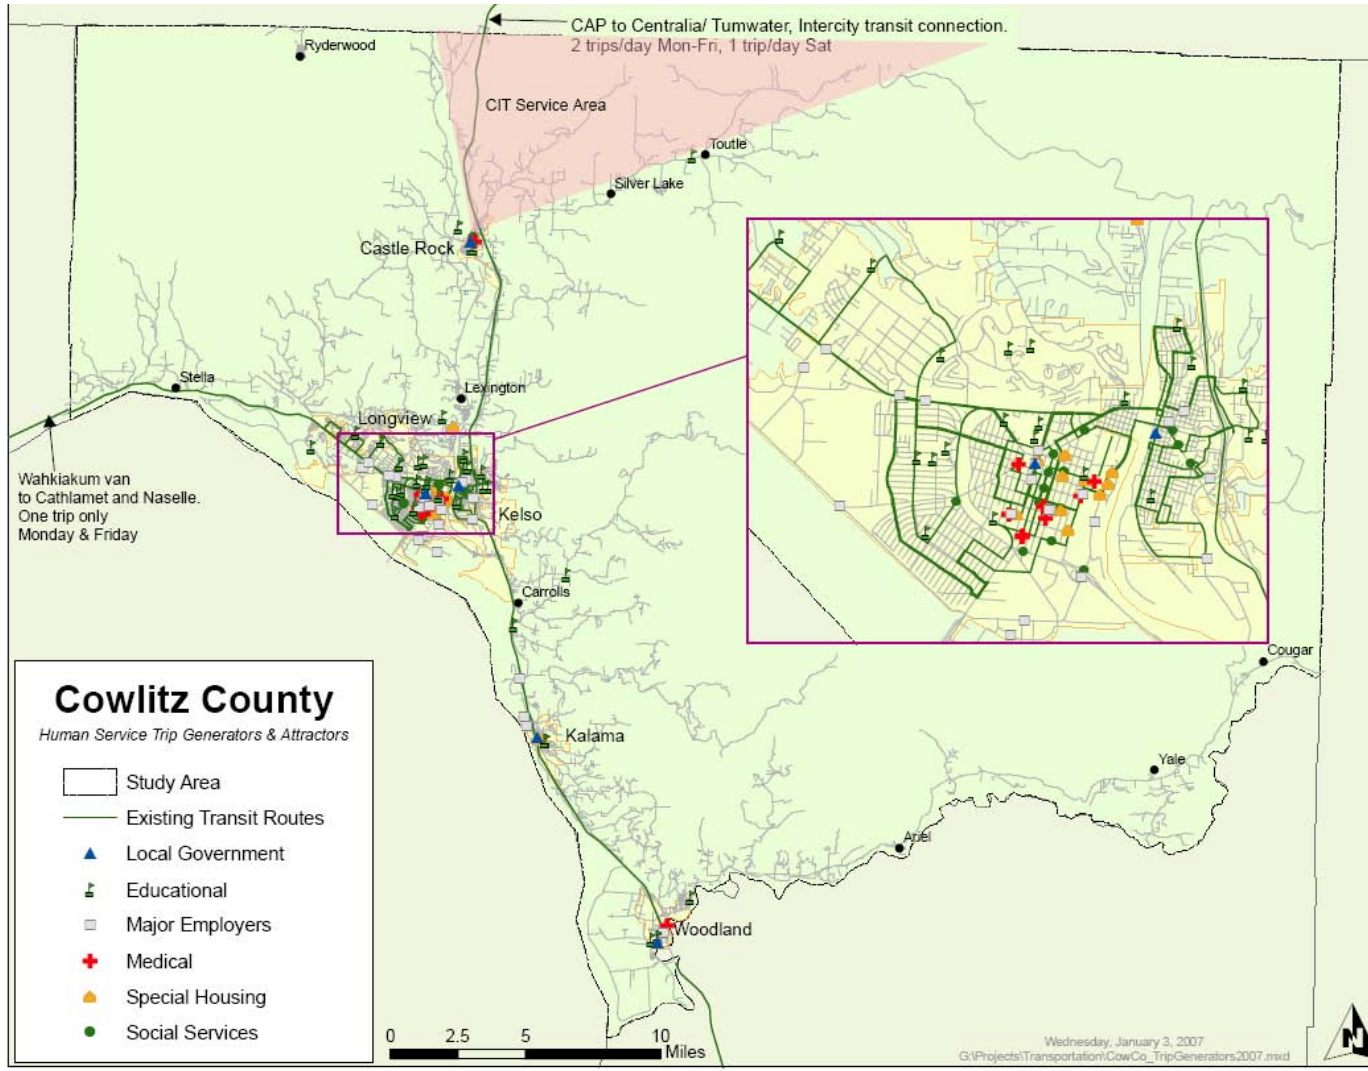 CAP to Centralia/ Tumwater, Intercity transit connection.
2 trips/day Mon-Fri, 1 trip/day Sat
Ryderwood
CIT Service Area
Toutle
Silver Lake
Castle Rock
Stella
Lexington
Longview
Wahkiakum van
to Cathlamet and Naselle.
One trip only
Monday & Friday
Kelso
Carrolls
Cougar
Kalama
Yale
Ariel
Woodland
Cowlitz County
Human Service Trip Generators & Attractors
Study Area
Existing Transit Routes
Local Government
Educational
Major Employers
Medical
Special Housing
Social Services
0 2.5 5 10
Miles
Wednesday, January 3, 2007
G:\Projects\Transportation\CowCo_TripGenerators2007.mxd
N